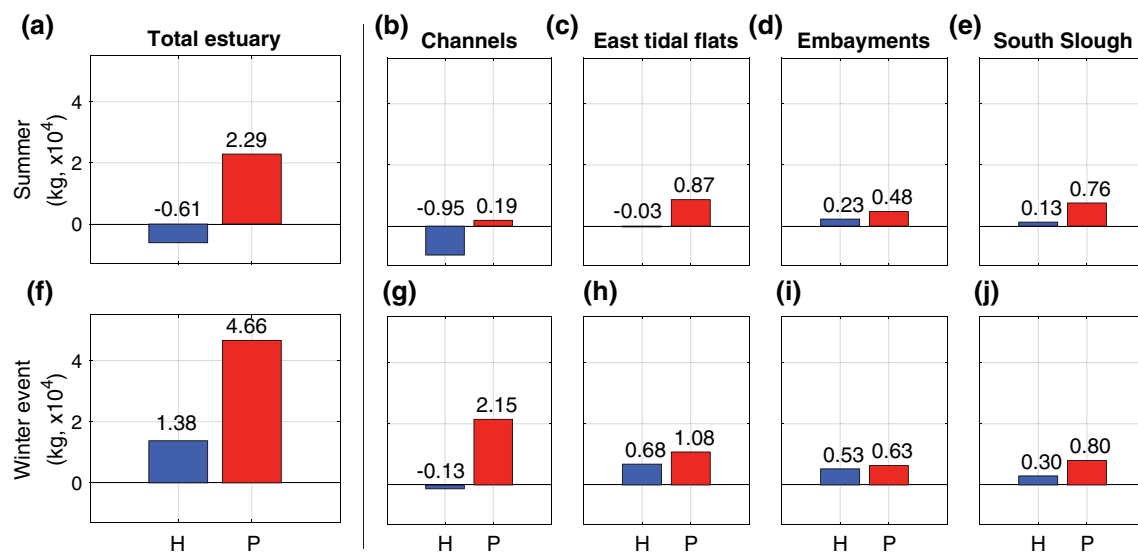 (a) (b) (c) (d) (e)
Total estuary Channels East tidal flats Embayments South Slough
Summer
(kg, x10⁴)
4
2
0
-0.61 2.29
-0.95 0.19
-0.03 0.87
0.23 0.48
0.13 0.76
(f) (g) (h) (i) (j)
Winter event
(kg, x10⁴)
4
2
0
1.38 4.66
-0.13 2.15
0.68 1.08
0.53 0.63
0.30 0.80
H P H P H P H P H P